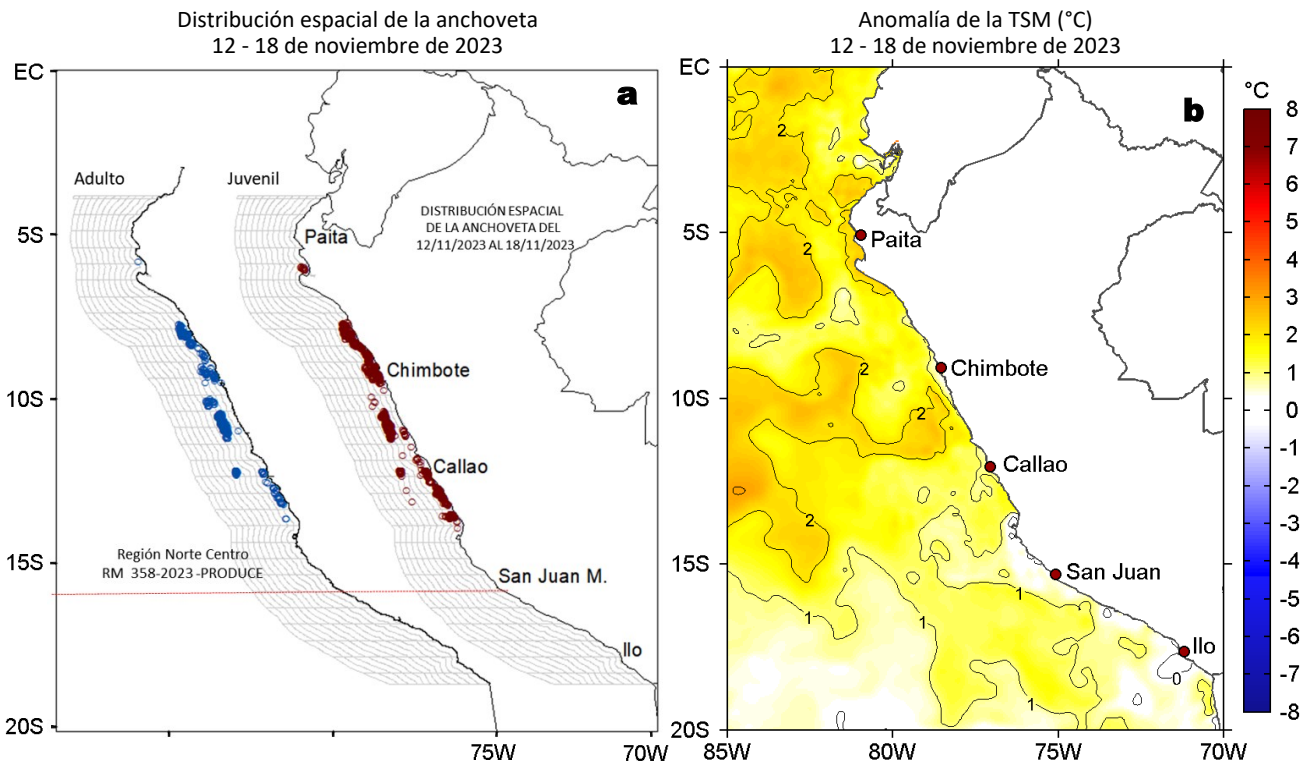 Distribución espacial de la anchoveta
12 - 18 de noviembre de 2023
EC
5S
10S
15S
20S
75W
70W
a
Adulto
Juvenil
DISTRIBUCIÓN ESPACIAL
DE LA ANCHOVETA DEL
12/11/2023 AL 18/11/2023
Paita
Chimbote
Callao
Región Norte Centro
RM 358-2023 -PRODUCE
San Juan M.
Ilo
Anomalía de la TSM (°C)
12 - 18 de noviembre de 2023
EC
5S
10S
15S
20S
85W
80W
75W
70W
b
2
2
Paita
2
Chimbote
2
Callao
2
San Juan
1
1
Ilo
0
1
°C
8
7
6
5
4
3
2
1
0
-1
-2
-3
-4
-5
-6
-7
-8